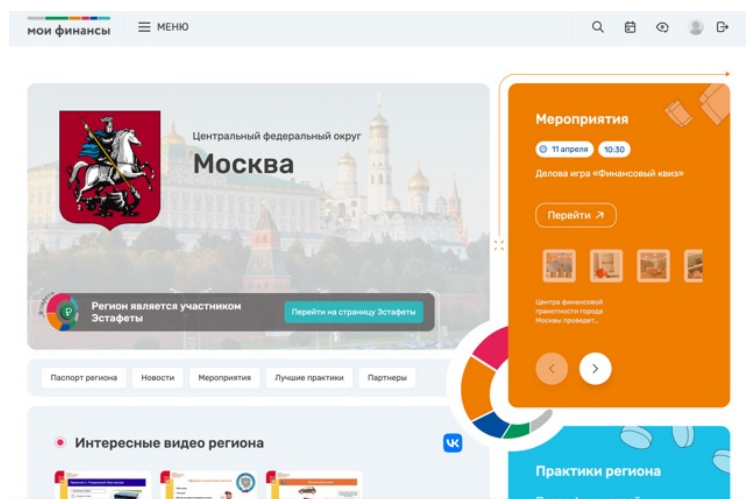 мои финансы
МЕНЮ
Центральный федеральный округ
Москва
Регион является участником
Эстафеты
Перейти на страницу Эстафеты
Мероприятия
11 апреля
10:30
Делова игра «Финансовый квиз»
Перейти
Центра финансовой
грамотности города
Москвы проведет...
Паспорт региона
Новости
Мероприятия
Лучшие практики
Партнеры
Интересные видео региона
Практики региона